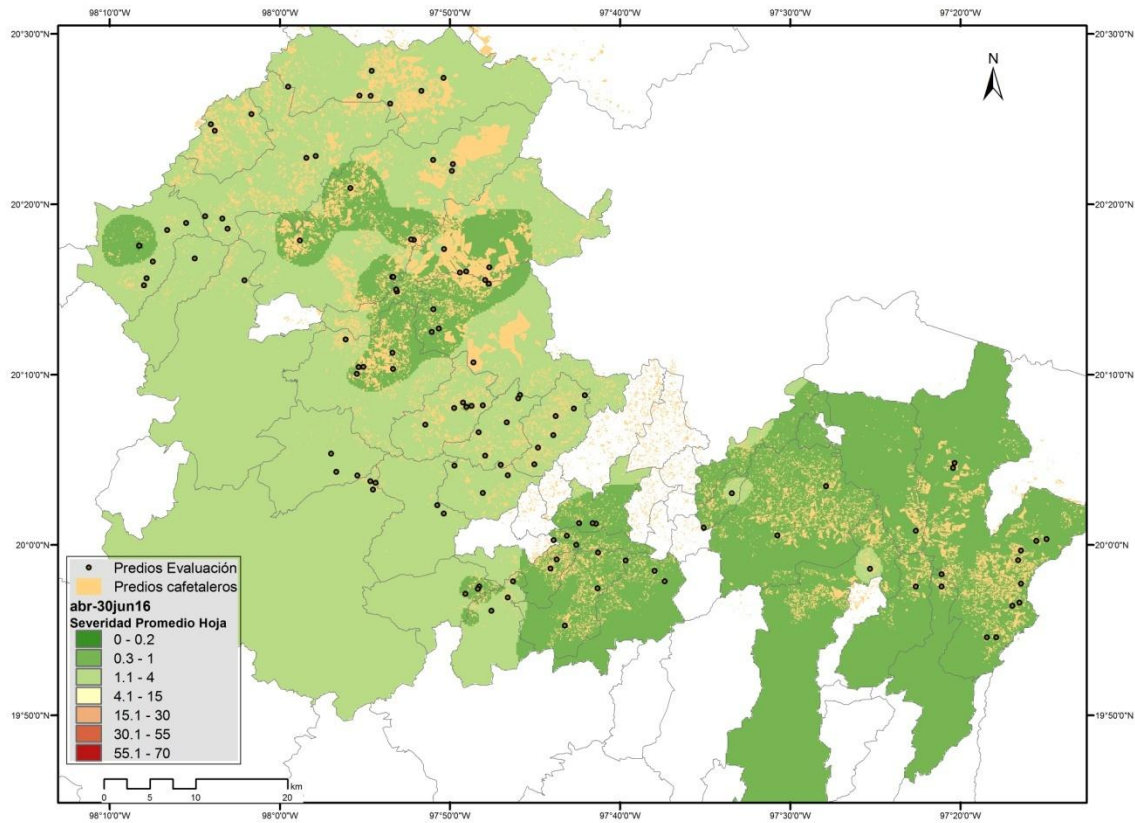 98°10'0"W 98°0'0"W 97°50'0"W 97°40'0"W 97°30'0"W 97°20'0"W
20°30'0"N 20°30'0"N
N
20°20'0"N 20°20'0"N
20°10'0"N 20°10'0"N
20°0'0"N 20°0'0"N
Predios Evaluación
Predios cafetaleros
abr-30jun16
Severidad Promedio Hoja
0 - 0.2
0.3 - 1
1.1 - 4
4.1 - 15
15.1 - 30
30.1 - 55
55.1 - 70
19°50'0"N 19°50'0"N
km
0 5 10 20
98°10'0"W 98°0'0"W 97°50'0"W 97°40'0"W 97°30'0"W 97°20'0"W